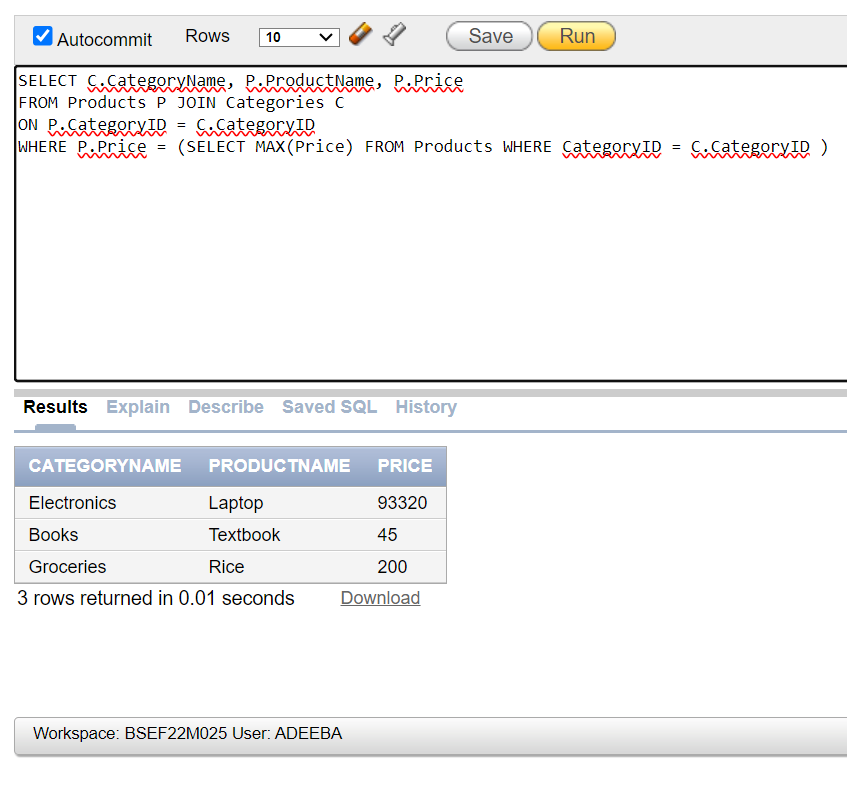 Autocommit Rows 10 Save Run
SELECT C.CategoryName, P.ProductName, P.Price
FROM Products P JOIN Categories C
ON P.CategoryID = C.CategoryID
WHERE P.Price = (SELECT MAX(Price) FROM Products WHERE CategoryID = C.CategoryID )
Results Explain Describe Saved SQL History
CATEGORYNAME PRODUCTNAME PRICE
Electronics Laptop 93320
Books Textbook 45
Groceries Rice 200
3 rows returned in 0.01 seconds Download
Workspace: BSEF22M025 User: ADEEBA